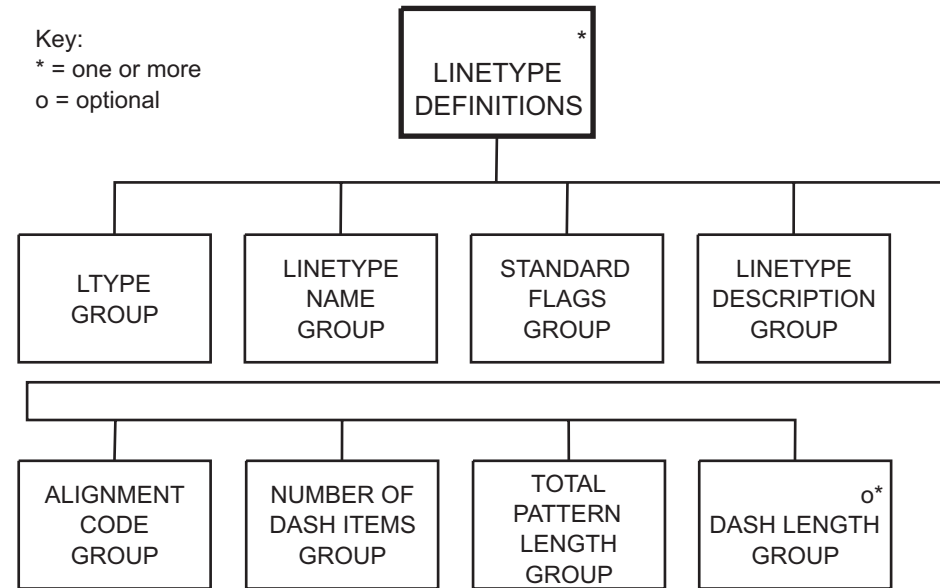 Key:
* = one or more
o = optional
*
LINETYPE
DEFINITIONS
LTYPE
GROUP
LINETYPE
NAME
GROUP
STANDARD
FLAGS
GROUP
LINETYPE
DESCRIPTION
GROUP
ALIGNMENT
CODE
GROUP
NUMBER OF
DASH ITEMS
GROUP
TOTAL
PATTERN
LENGTH
GROUP
o*
DASH LENGTH
GROUP